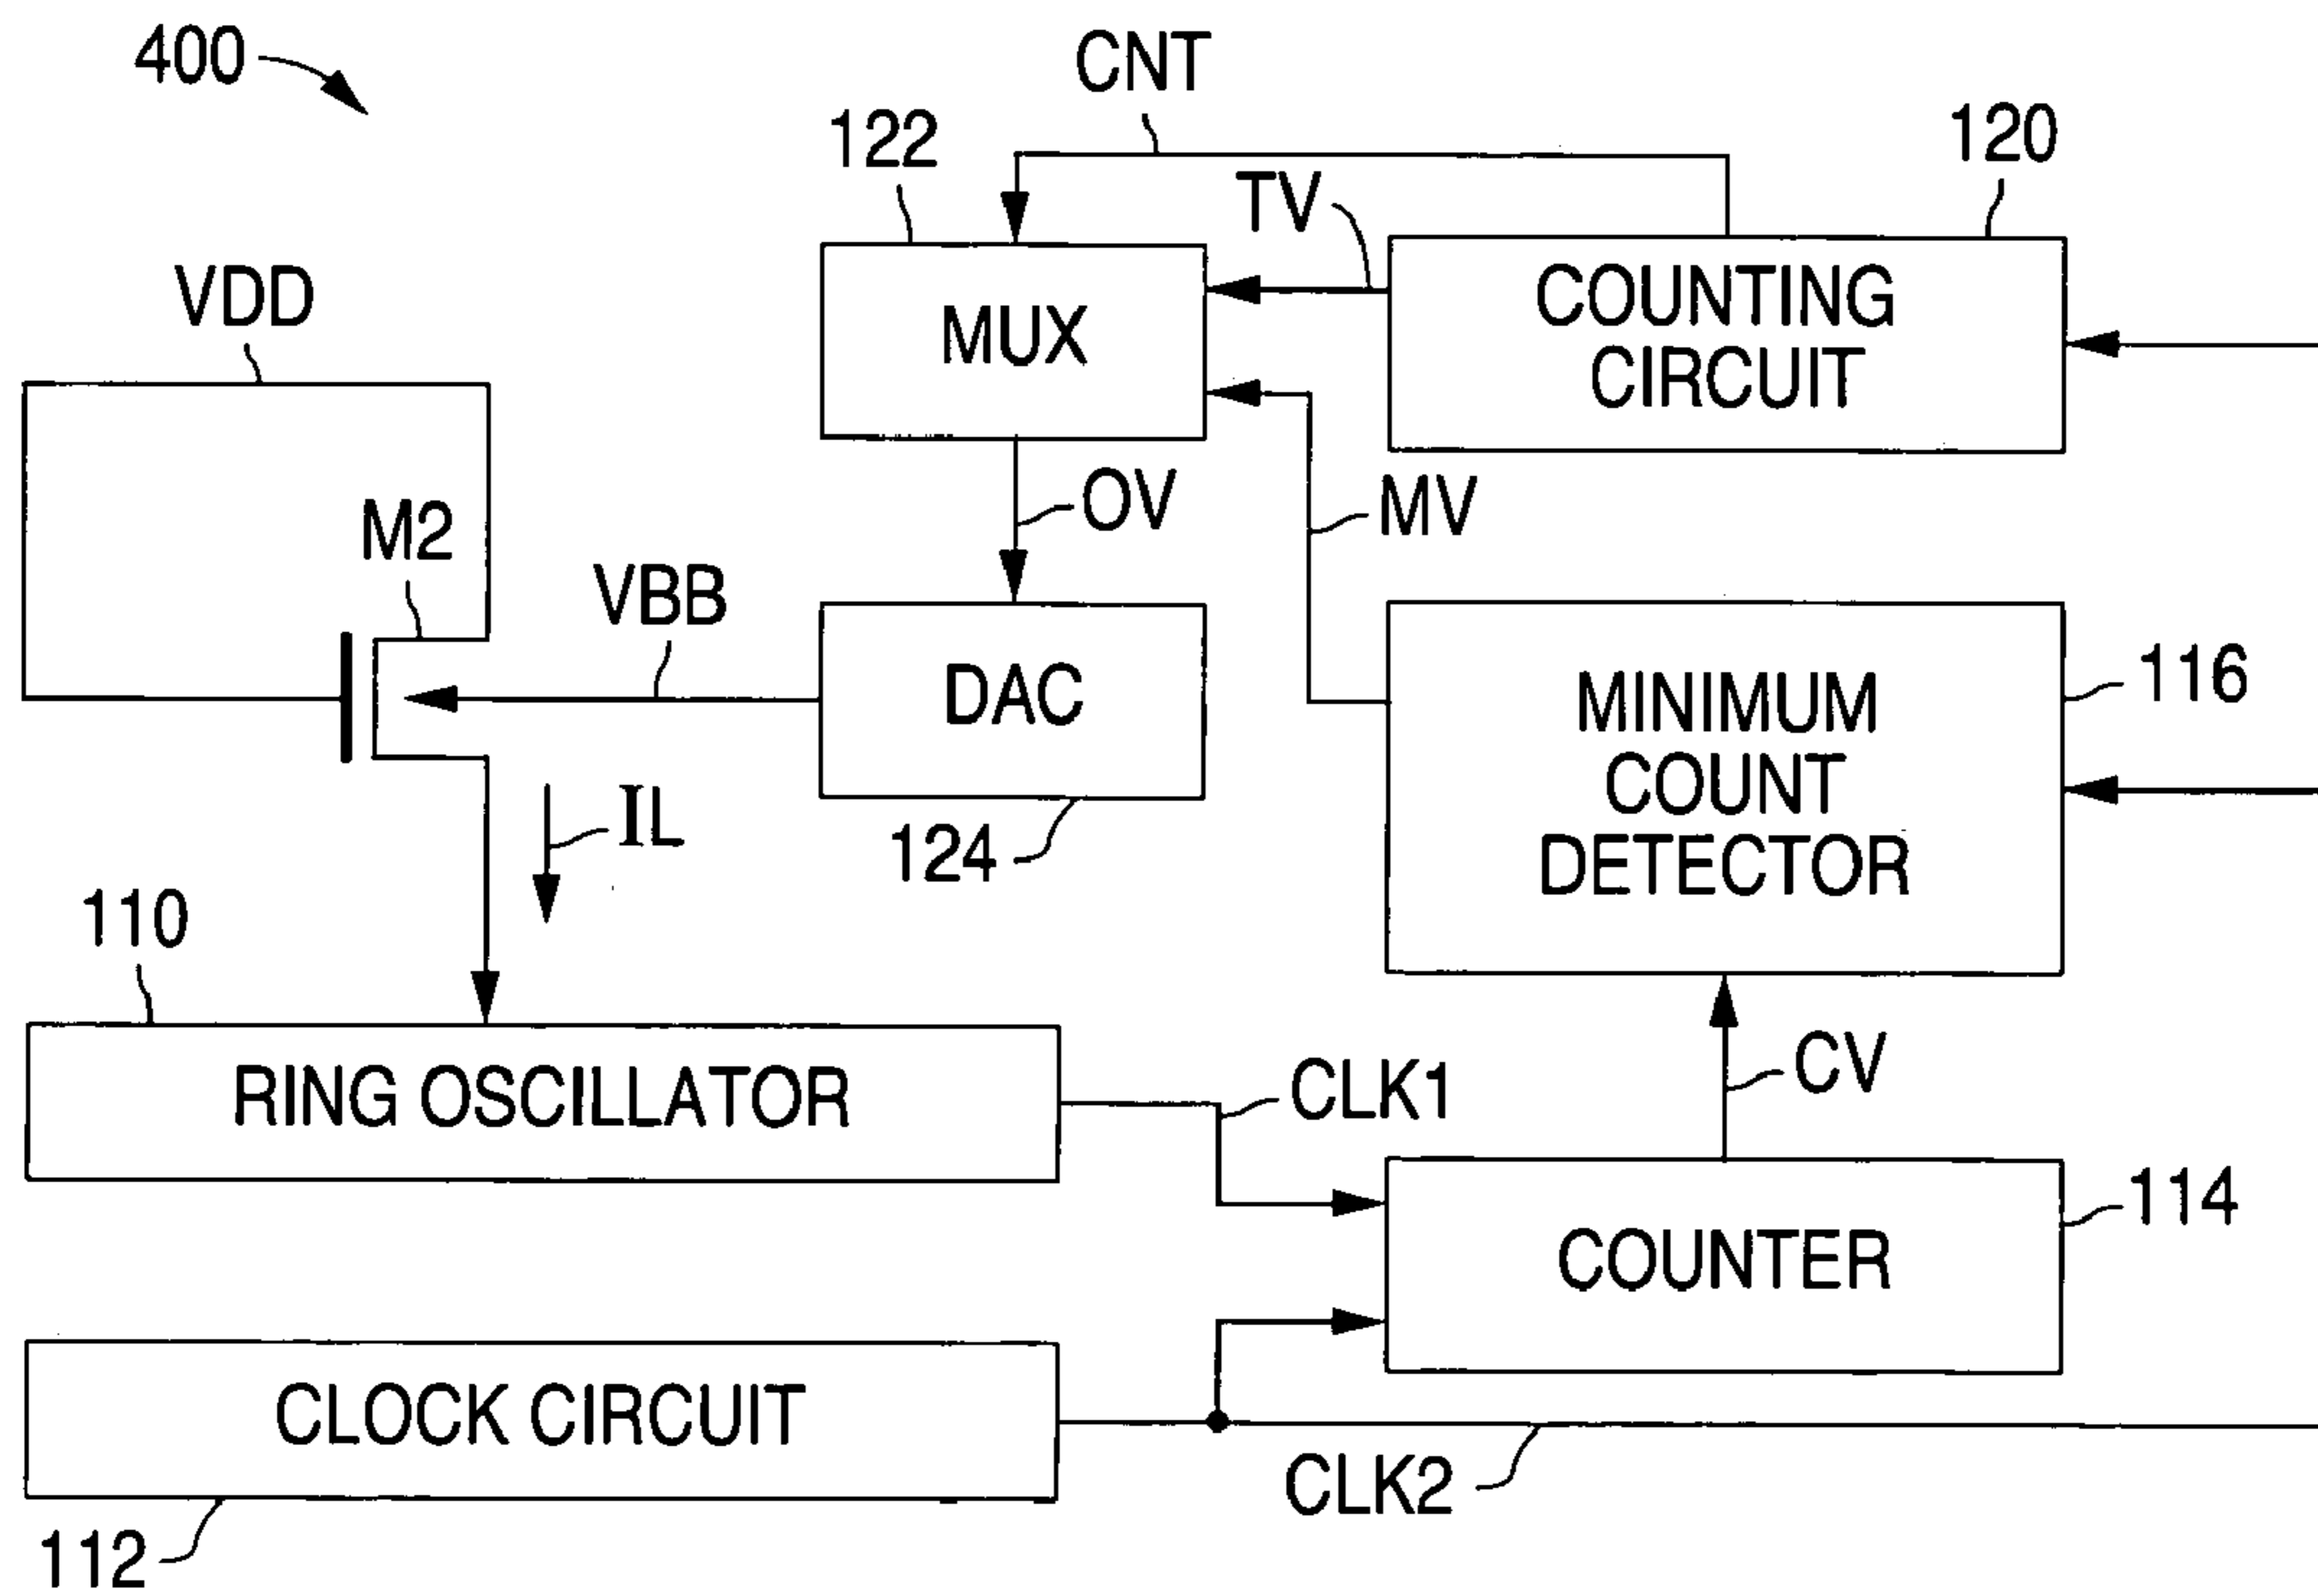 400
CNT
122
120
TV
VDD
MUX
COUNTING
CIRCUIT
M2
OV
MV
VBB
DAC
116
MINIMUM
COUNT
DETECTOR
IL
124
110
RING OSCILLATOR
CLK1
CV
114
COUNTER
CLOCK CIRCUIT
CLK2
112